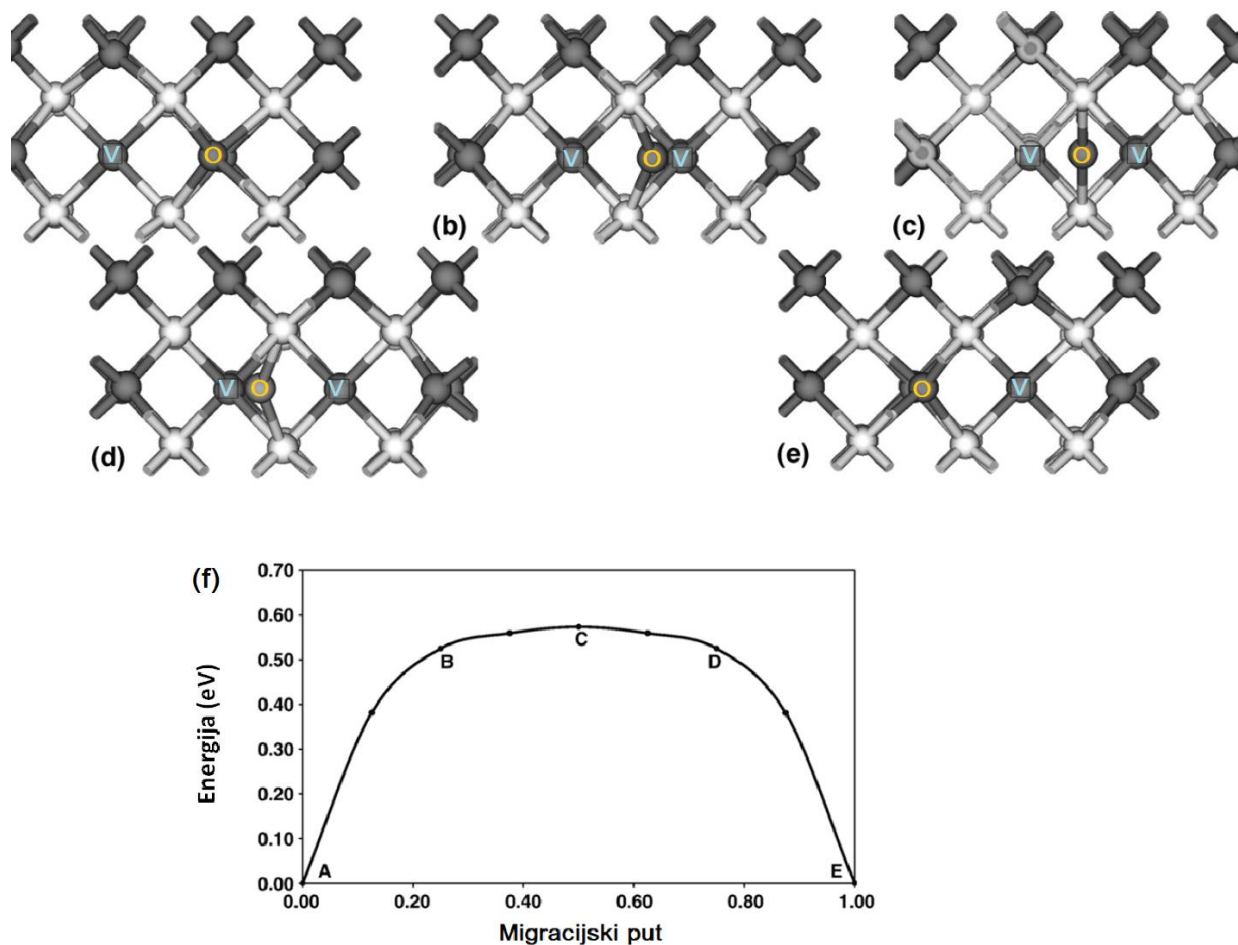 V O
V O V
(b)
V O V
(c)
V O V
(d)
O V
(e)
(f)
0.70
0.60
0.50
0.40
0.30
0.20
0.10
0.00
Energija (eV)
A
B
C
D
E
0.00 0.20 0.40 0.60 0.80 1.00
Migracijski put